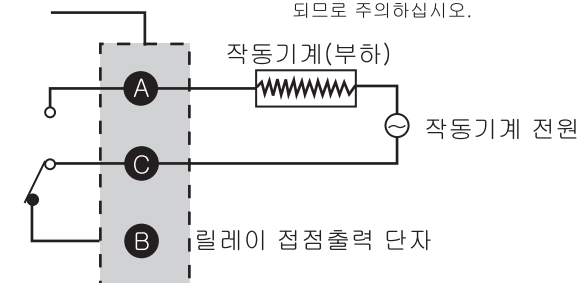 되므로 주의하십시오.
작동기계(부하)
A
작동기계 전원
C
B
릴레이 접점출력 단자